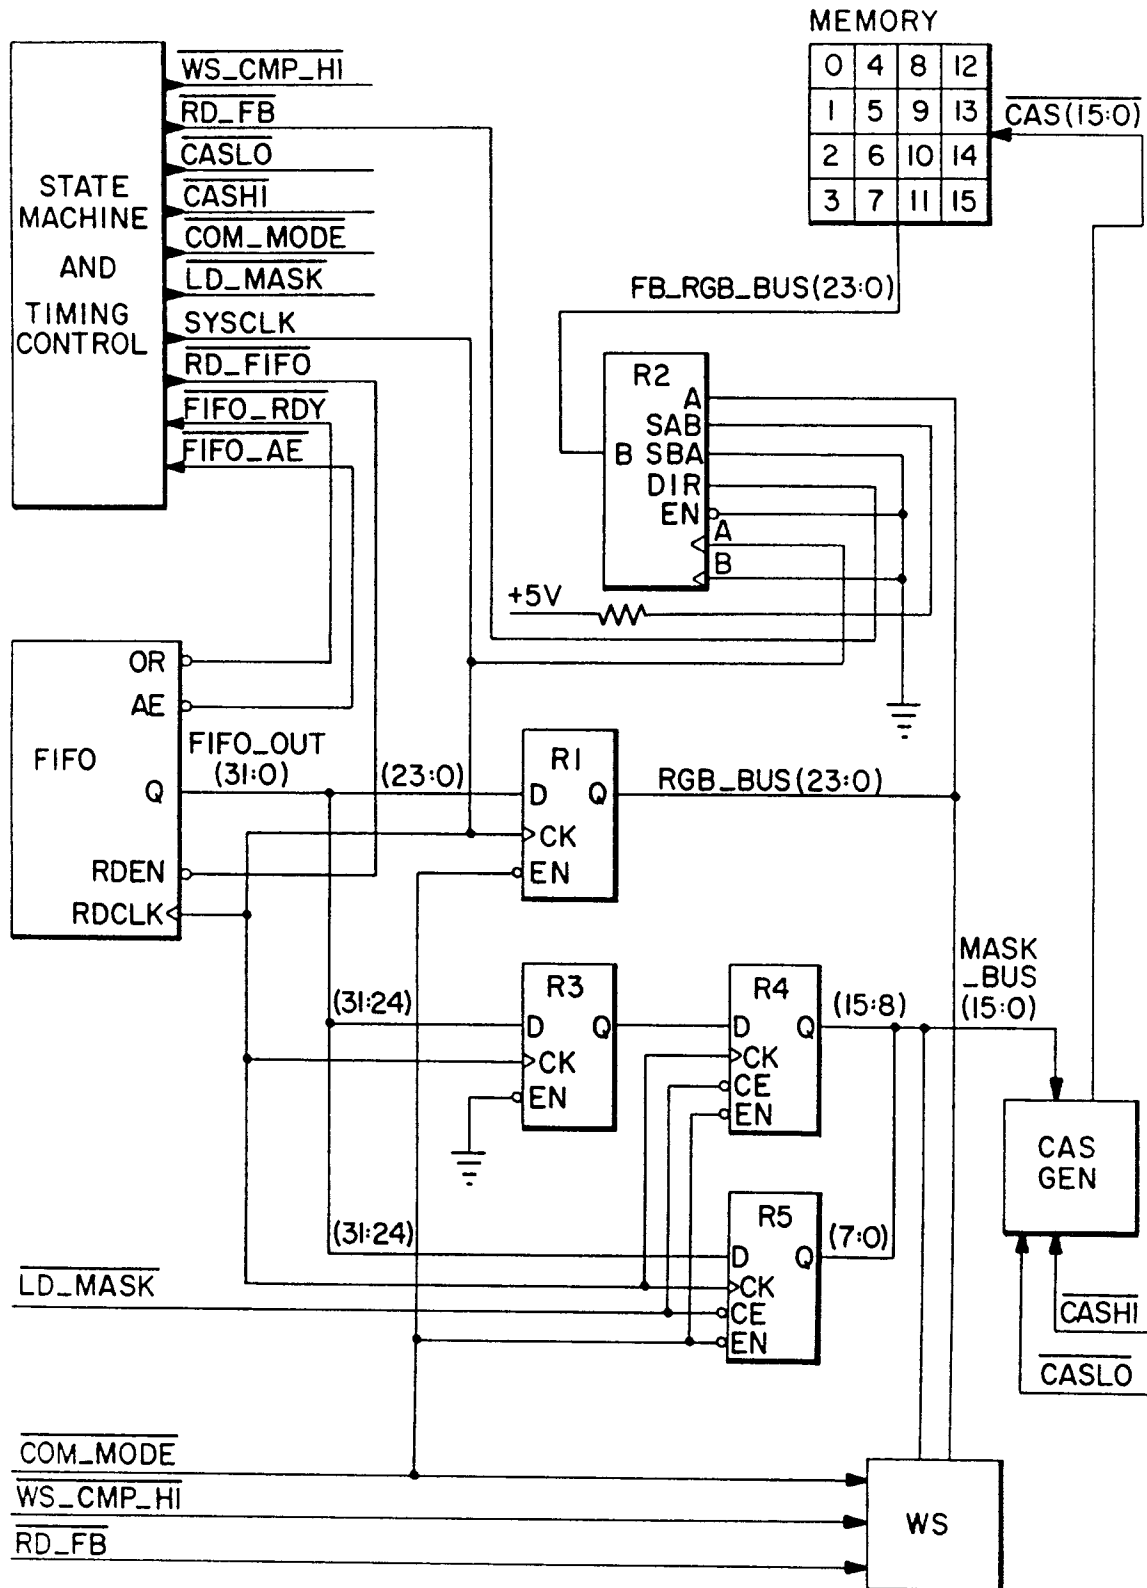 MEMORY
0 4 8 12
1 5 9 13
2 6 10 14
3 7 11 15
CAS(15:0)
STATE
MACHINE
AND
TIMING
CONTROL
WS_CMP_HI
RD_FB
CASLO
CASHI
COM_MODE
LD_MASK
SYSCLK
RD_FIFO
FIFO_RDY
FIFO_AE
FB_RGB_BUS(23:0)
R2
A
SAB
B SBA
DIR
EN
A
B
+5V
OR
AE
FIFO
Q
RDEN
RDCLK
FIFO_OUT
(31:0)
(23:0)
R1
D Q
CK
EN
RGB_BUS(23:0)
(31:24)
R3
D Q
CK
EN
R4
D Q
CK
CE
EN
(15:8)
MASK
_BUS
(15:0)
CAS
GEN
(31:24)
R5
D Q
CK
CE
EN
(7:0)
LD_MASK
CASHI
CASLO
COM_MODE
WS_CMP_HI
RD_FB
WS